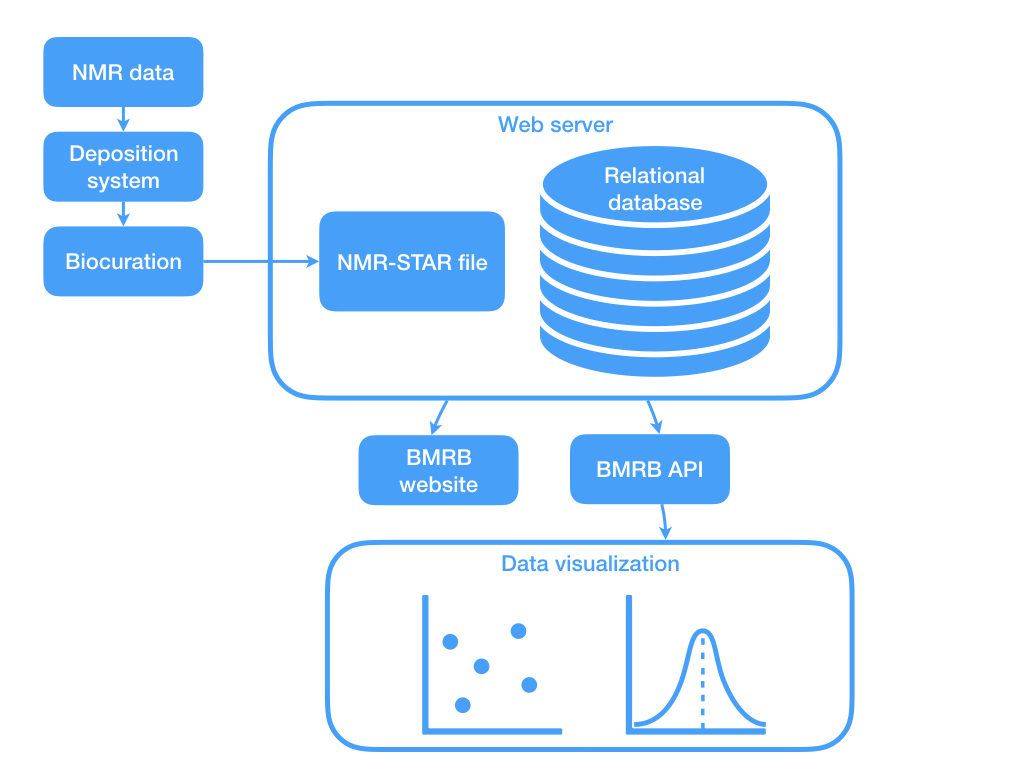 NMR data
Deposition
system
Biocuration
Web server
NMR-STAR file
Relational
database
BMRB
website
BMRB API
Data visualization